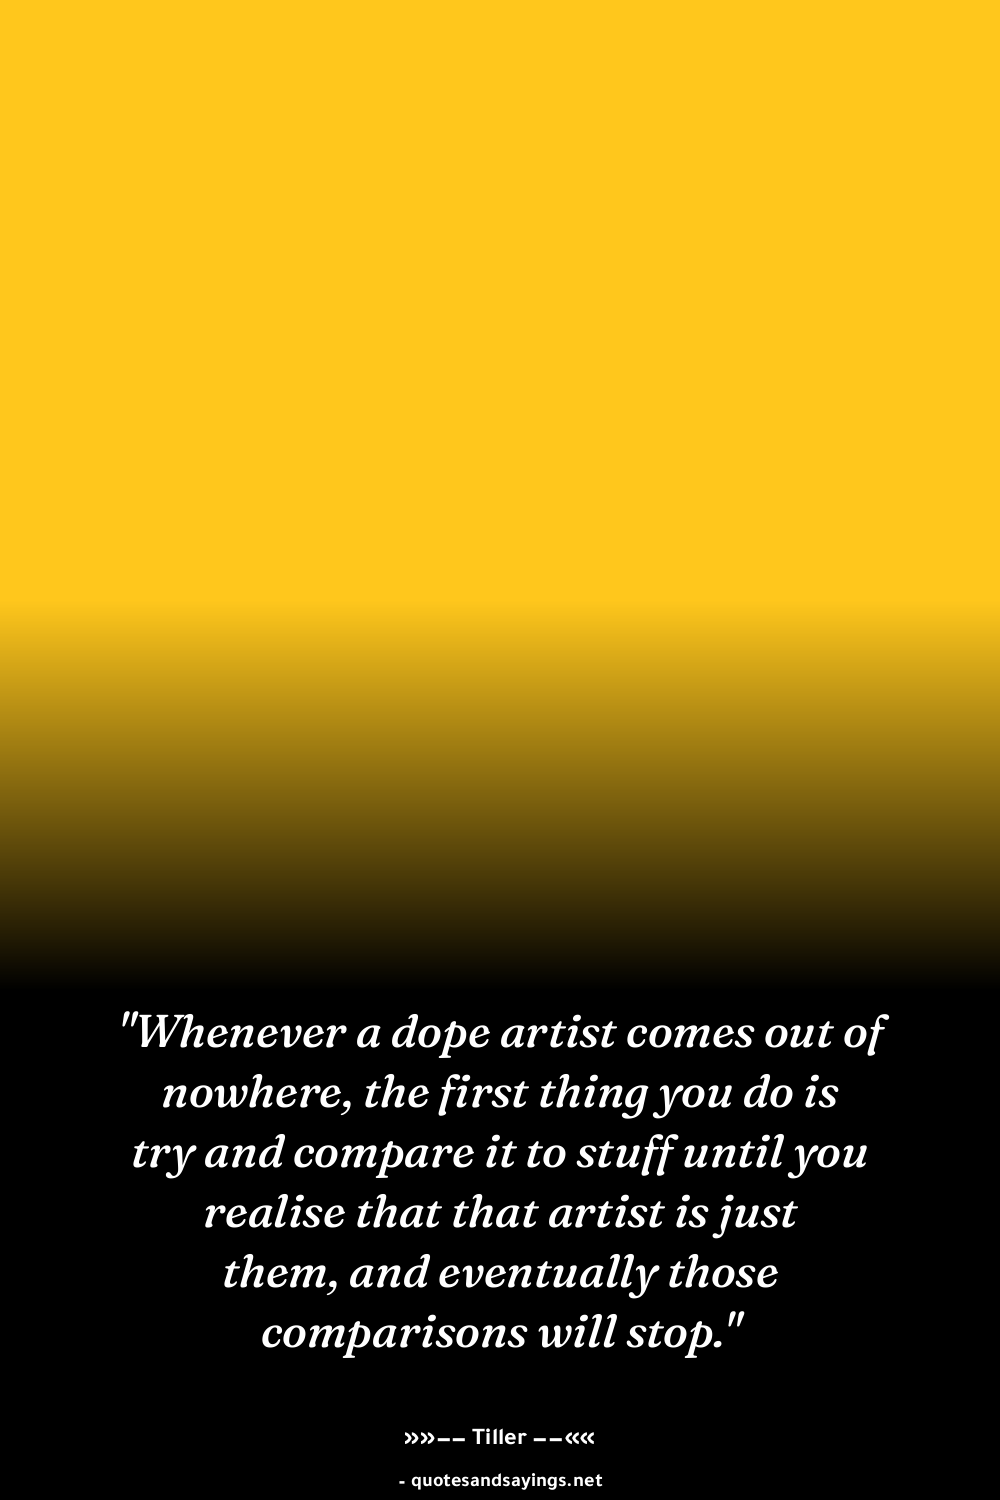 "Whenever a dope artist comes out of
nowhere, the first thing you do is
try and compare it to stuff until you
realise that that artist is just
them, and eventually those
comparisons will stop."
»»–– Tiller ––««
- quotesandsayings.net